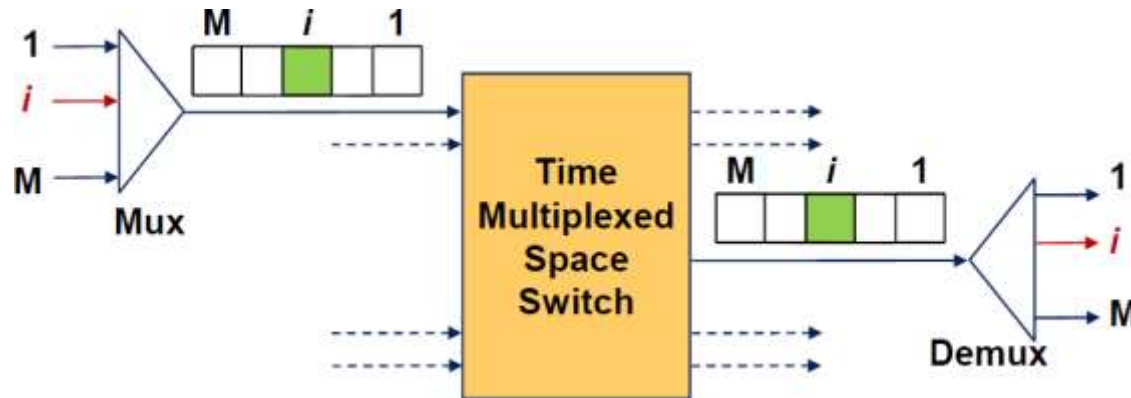 M i 1
1
i
M
Mux
Time
Multiplexed
Space
Switch
M i 1
1
i
M
Demux